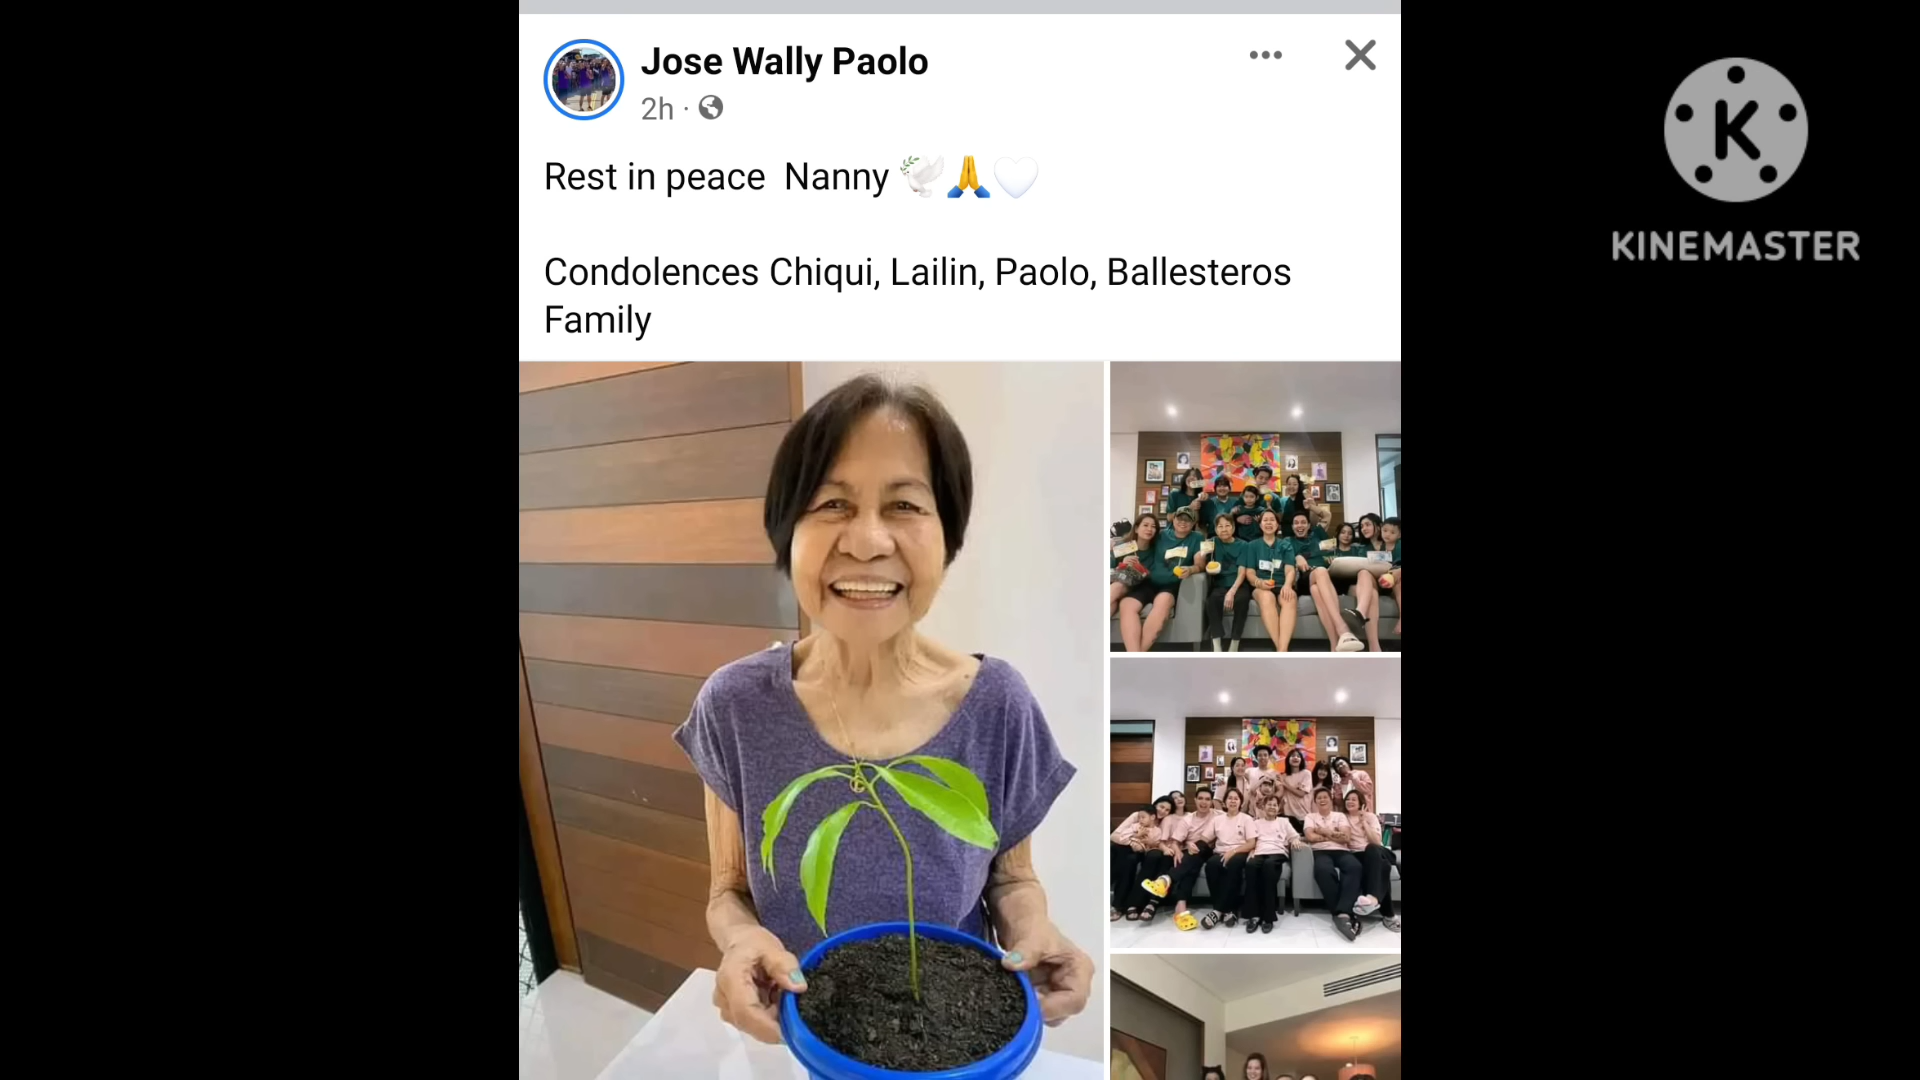 Jose Wally Paolo
2h ·
Rest in peace  Nanny 🕊️🙏🤍
Condolences Chiqui, Lailin, Paolo, Ballesteros
Family
K
KINEMASTER